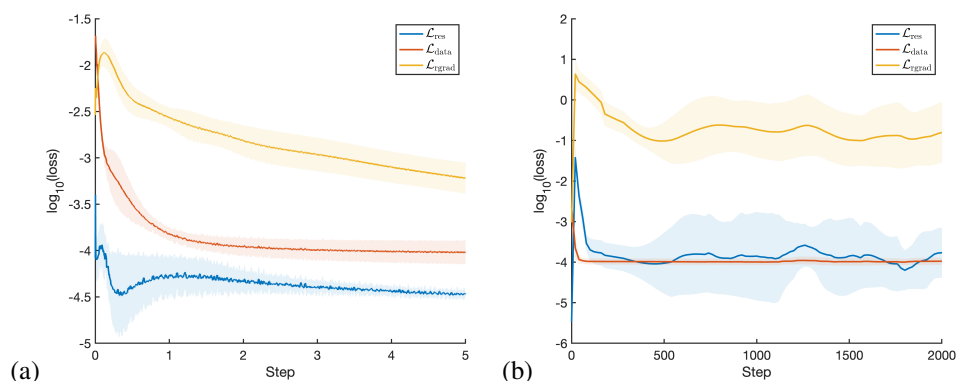 (a)
log10(loss)
-1.5
-2
-2.5
-3
-3.5
-4
-4.5
-5
0 1 2 3 4 5
Step
ℒres
ℒdata
ℒrgrad
(b)
log10(loss)
2
1
0
-1
-2
-3
-4
-5
-6
0 500 1000 1500 2000
Step
ℒres
ℒdata
ℒrgrad